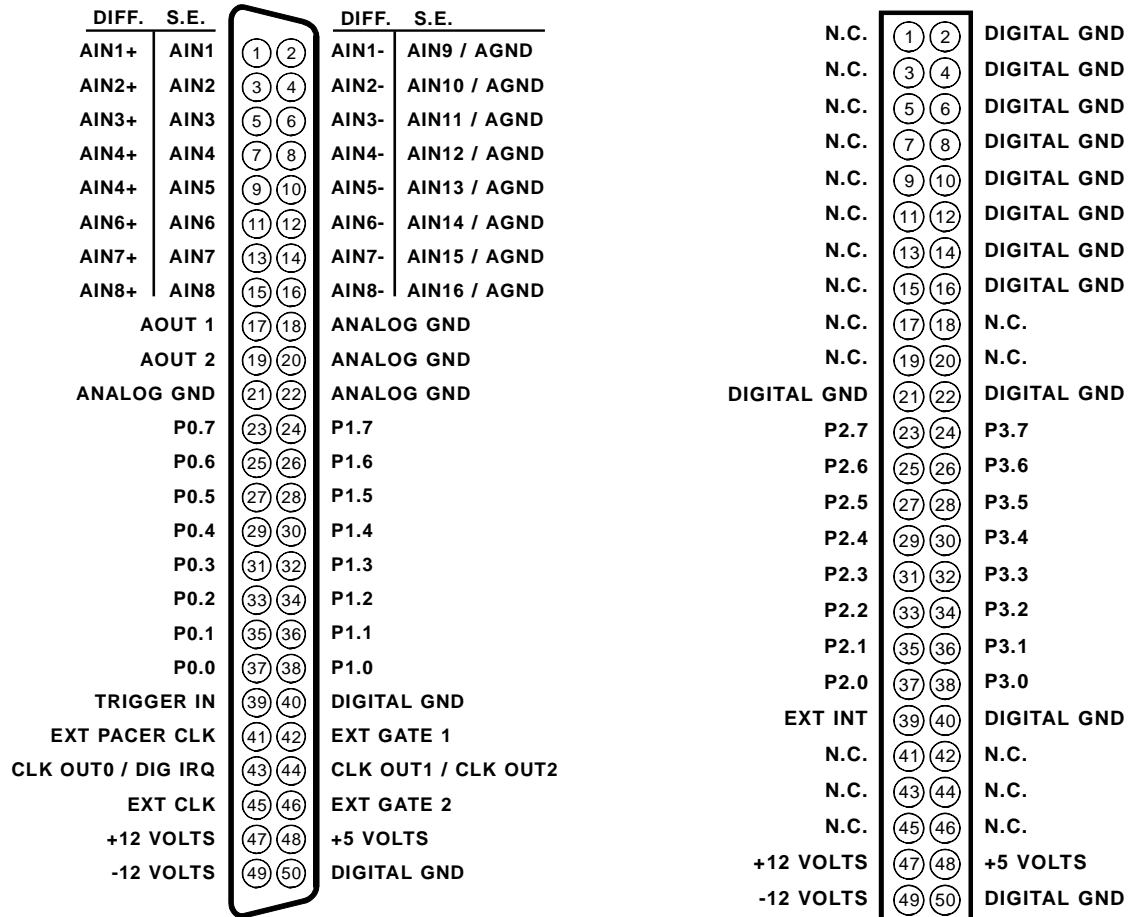 DIFF. S.E. DIFF. S.E.
AIN1+ AIN1 1 2 AIN1- AIN9 / AGND
AIN2+ AIN2 3 4 AIN2- AIN10 / AGND
AIN3+ AIN3 5 6 AIN3- AIN11 / AGND
AIN4+ AIN4 7 8 AIN4- AIN12 / AGND
AIN4+ AIN5 9 10 AIN5- AIN13 / AGND
AIN6+ AIN6 11 12 AIN6- AIN14 / AGND
AIN7+ AIN7 13 14 AIN7- AIN15 / AGND
AIN8+ AIN8 15 16 AIN8- AIN16 / AGND
AOUT 1 17 18 ANALOG GND
AOUT 2 19 20 ANALOG GND
ANALOG GND 21 22 ANALOG GND
P0.7 23 24 P1.7
P0.6 25 26 P1.6
P0.5 27 28 P1.5
P0.4 29 30 P1.4
P0.3 31 32 P1.3
P0.2 33 34 P1.2
P0.1 35 36 P1.1
P0.0 37 38 P1.0
TRIGGER IN 39 40 DIGITAL GND
EXT PACER CLK 41 42 EXT GATE 1
CLK OUT0 / DIG IRQ 43 44 CLK OUT1 / CLK OUT2
EXT CLK 45 46 EXT GATE 2
+12 VOLTS 47 48 +5 VOLTS
-12 VOLTS 49 50 DIGITAL GND
N.C. 1 2 DIGITAL GND
N.C. 3 4 DIGITAL GND
N.C. 5 6 DIGITAL GND
N.C. 7 8 DIGITAL GND
N.C. 9 10 DIGITAL GND
N.C. 11 12 DIGITAL GND
N.C. 13 14 DIGITAL GND
N.C. 15 16 DIGITAL GND
N.C. 17 18 N.C.
N.C. 19 20 N.C.
DIGITAL GND 21 22 DIGITAL GND
P2.7 23 24 P3.7
P2.6 25 26 P3.6
P2.5 27 28 P3.5
P2.4 29 30 P3.4
P2.3 31 32 P3.3
P2.2 33 34 P3.2
P2.1 35 36 P3.1
P2.0 37 38 P3.0
EXT INT 39 40 DIGITAL GND
N.C. 41 42 N.C.
N.C. 43 44 N.C.
N.C. 45 46 N.C.
+12 VOLTS 47 48 +5 VOLTS
-12 VOLTS 49 50 DIGITAL GND